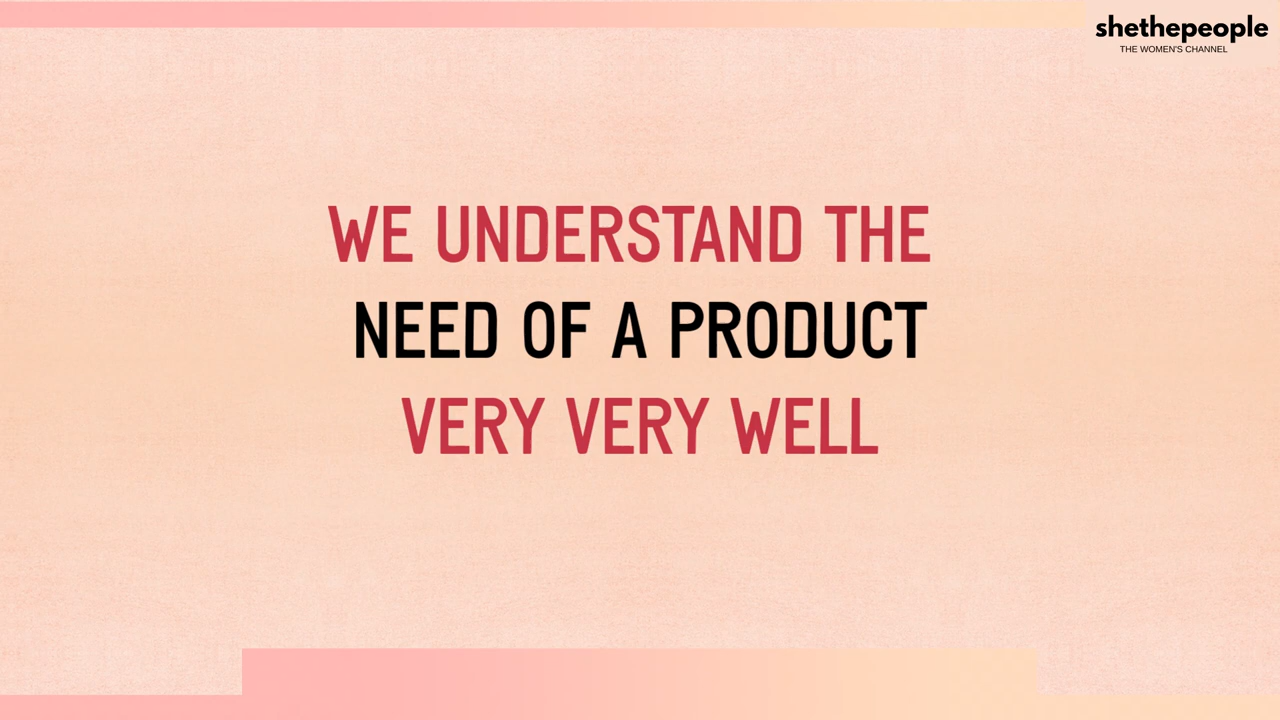 shethepeople
THE WOMEN'S CHANNEL
WE UNDERSTAND THE
NEED OF A PRODUCT
VERY VERY WELL